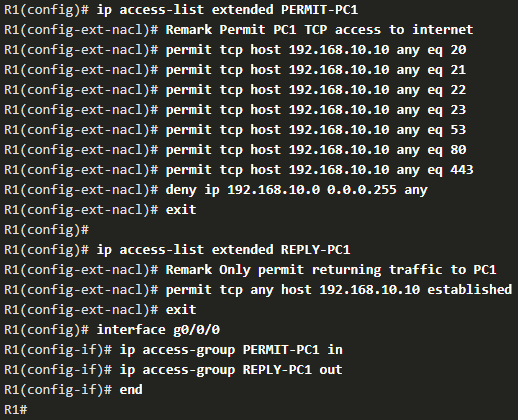 R1(config)# ip access-list extended PERMIT-PC1
R1(config-ext-nacl)# Remark Permit PC1 TCP access to internet
R1(config-ext-nacl)# permit tcp host 192.168.10.10 any eq 20
R1(config-ext-nacl)# permit tcp host 192.168.10.10 any eq 21
R1(config-ext-nacl)# permit tcp host 192.168.10.10 any eq 22
R1(config-ext-nacl)# permit tcp host 192.168.10.10 any eq 23
R1(config-ext-nacl)# permit tcp host 192.168.10.10 any eq 53
R1(config-ext-nacl)# permit tcp host 192.168.10.10 any eq 80
R1(config-ext-nacl)# permit tcp host 192.168.10.10 any eq 443
R1(config-ext-nacl)# deny ip 192.168.10.0 0.0.0.255 any
R1(config-ext-nacl)# exit
R1(config)#
R1(config)# ip access-list extended REPLY-PC1
R1(config-ext-nacl)# Remark Only permit returning traffic to PC1
R1(config-ext-nacl)# permit tcp any host 192.168.10.10 established
R1(config-ext-nacl)# exit
R1(config)# interface g0/0/0
R1(config-if)# ip access-group PERMIT-PC1 in
R1(config-if)# ip access-group REPLY-PC1 out
R1(config-if)# end
R1#